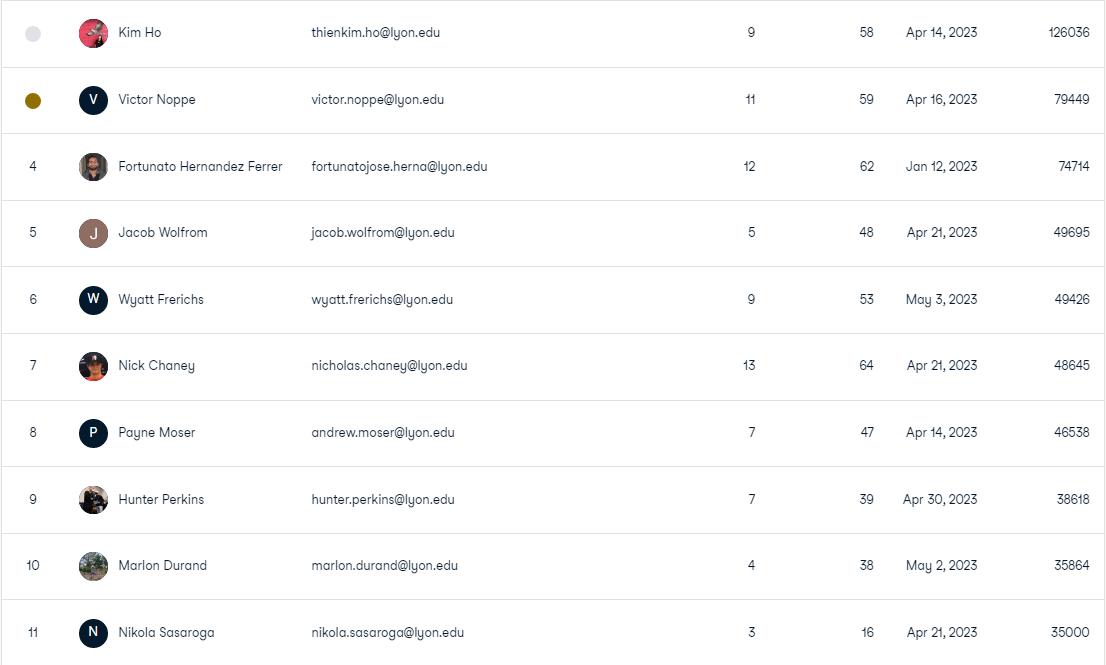 Kim Ho thienkim.ho@lyon.edu 9 58 Apr 14, 2023 126036
V Victor Noppe victor.noppe@lyon.edu 11 59 Apr 16, 2023 79449
4 Fortunato Hernandez Ferrer fortunatojose.herna@lyon.edu 12 62 Jan 12, 2023 74714
5 J Jacob Wolfrom jacob.wolfrom@lyon.edu 5 48 Apr 21, 2023 49695
6 W Wyatt Frerichs wyatt.frerichs@lyon.edu 9 53 May 3, 2023 49426
7 Nick Chaney nicholas.chaney@lyon.edu 13 64 Apr 21, 2023 48645
8 P Payne Moser andrew.moser@lyon.edu 7 47 Apr 14, 2023 46538
9 Hunter Perkins hunter.perkins@lyon.edu 7 39 Apr 30, 2023 38618
10 Marlon Durand marlon.durand@lyon.edu 4 38 May 2, 2023 35864
11 N Nikola Sasaroga nikola.sasaroga@lyon.edu 3 16 Apr 21, 2023 35000